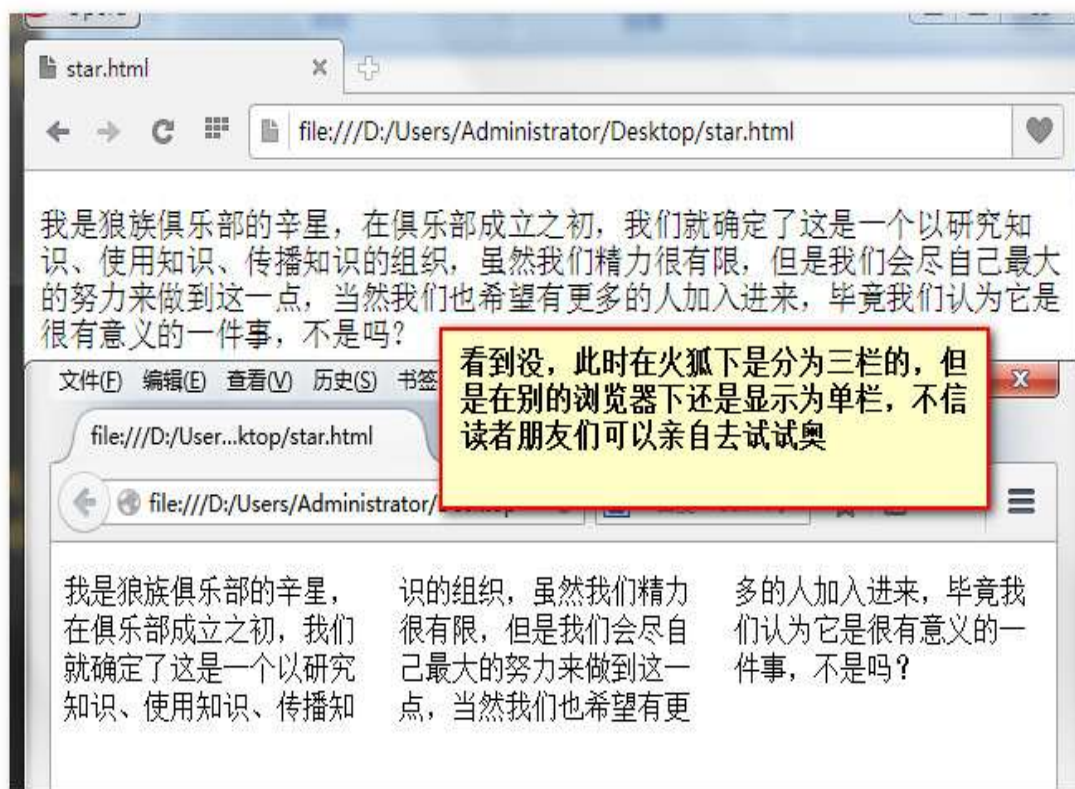 star.html
file:///D:/Users/Administrator/Desktop/star.html
我是狼族俱乐部的辛星，在俱乐部成立之初，我们就确定了这是一个以研究知
识、使用知识、传播知识的组织，虽然我们精力很有限，但是我们会尽自己最大
的努力来做到这一点，当然我们也希望有更多的人加入进来，毕竟我们认为它是
很有意义的一件事，不是吗？
看到没，此时在火狐下是分为三栏的，但
是在别的浏览器下还是显示为单栏，不信
读者朋友们可以亲自去试试奥
文件(F) 编辑(E) 查看(V) 历史(S) 书签
file:///D:/User...ktop/star.html
file:///D:/Users/Administrator/
我是狼族俱乐部的辛星，
在俱乐部成立之初，我们
就确定了这是一个以研究
知识、使用知识、传播知
识的组织，虽然我们精力
很有限，但是我们会尽自
己最大的努力来做到这一
点，当然我们也希望有更
多的人加入进来，毕竟我
们认为它是很有意义的一
件事，不是吗？